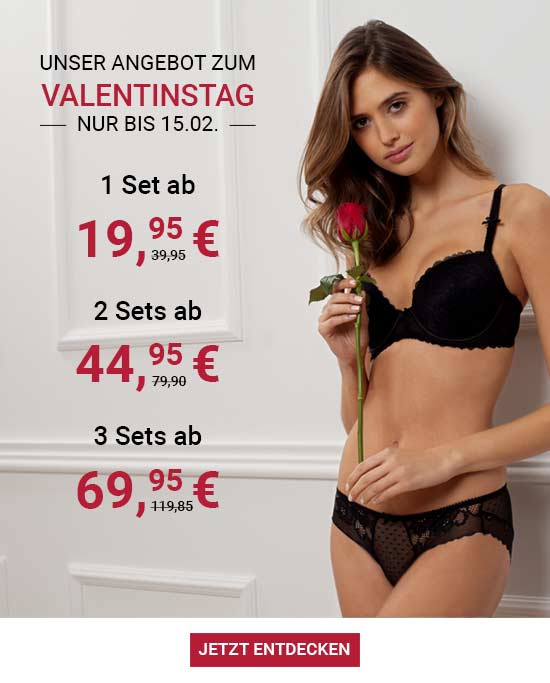 UNSER ANGEBOT ZUM
VALENTINSTAG
NUR BIS 15.02.
1 Set ab
19,95 €
39,95
2 Sets ab
44,95 €
79,90
3 Sets ab
69,95 €
119,85
JETZT ENTDECKEN